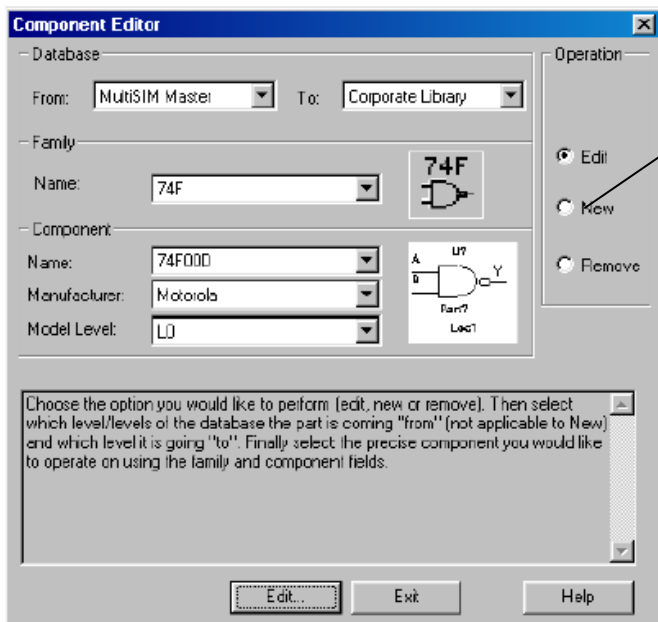 Component Editor
Database
From: MultiSIM Master To: Corporate Library
Operation
Family
Name: 74F
74F
Edit
New
Remove
Component
Name: 74F00D
Manufacturer: Motorola
Model Level: L0
U?
A
B
Y
Part?
Choose the option you would like to perform (edit, new or remove). Then select
which level/levels of the database the part is coming "from" (not applicable to New)
and which level it is going "to". Finally select the precise component you would like
to operate on using the family and component fields.
Edit... Exit Help